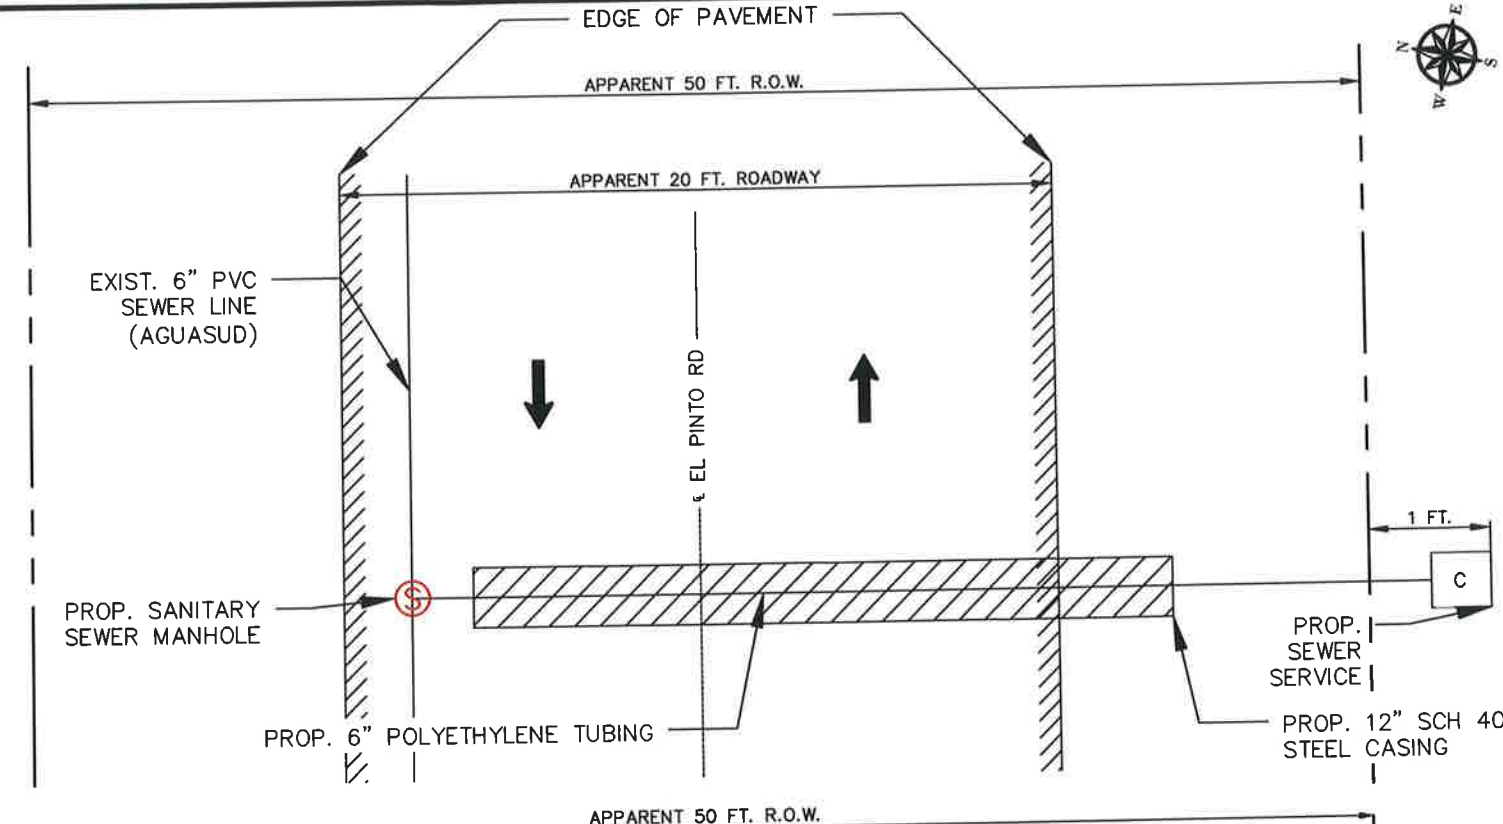 EDGE OF PAVEMENT
E
N
S
W
APPARENT 50 FT. R.O.W.
APPARENT 20 FT. ROADWAY
EXIST. 6" PVC
SEWER LINE
(AGUASUD)
℄ EL PINTO RD
1 FT.
C
S
PROP. SANITARY
SEWER MANHOLE
PROP.
SEWER
SERVICE
PROP. 6" POLYETHYLENE TUBING
PROP. 12" SCH 40
STEEL CASING
APPARENT 50 FT. R.O.W.